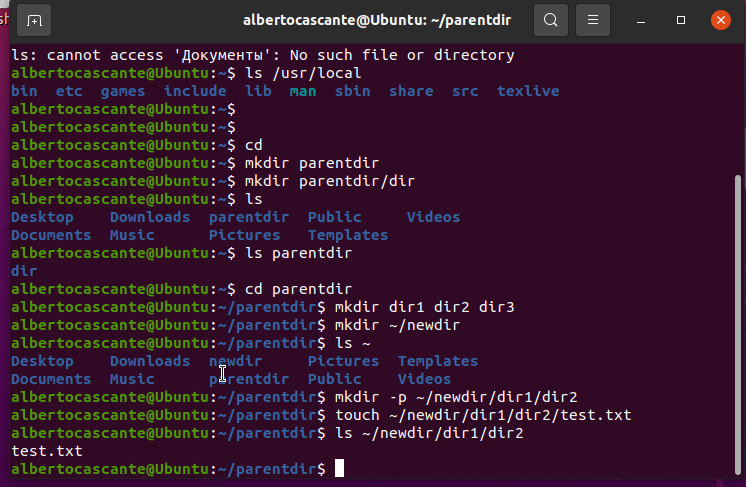 albertocascante@Ubuntu: ~/parentdir
ls: cannot access 'Документы': No such file or directory
albertocascante@Ubuntu:~$ ls /usr/local
bin  etc  games  include  lib  man  sbin  share  src  texlive
albertocascante@Ubuntu:~$
albertocascante@Ubuntu:~$
albertocascante@Ubuntu:~$ cd
albertocascante@Ubuntu:~$ mkdir parentdir
albertocascante@Ubuntu:~$ mkdir parentdir/dir
albertocascante@Ubuntu:~$ ls
Desktop    Downloads  parentdir  Public     Videos
Documents  Music      Pictures   Templates
albertocascante@Ubuntu:~$ ls parentdir
dir
albertocascante@Ubuntu:~$ cd parentdir
albertocascante@Ubuntu:~/parentdir$ mkdir dir1 dir2 dir3
albertocascante@Ubuntu:~/parentdir$ mkdir ~/newdir
albertocascante@Ubuntu:~/parentdir$ ls ~
Desktop    Downloads  newdir     Pictures  Templates
Documents  Music      parentdir  Public    Videos
albertocascante@Ubuntu:~/parentdir$ mkdir -p ~/newdir/dir1/dir2
albertocascante@Ubuntu:~/parentdir$ touch ~/newdir/dir1/dir2/test.txt
albertocascante@Ubuntu:~/parentdir$ ls ~/newdir/dir1/dir2
test.txt
albertocascante@Ubuntu:~/parentdir$